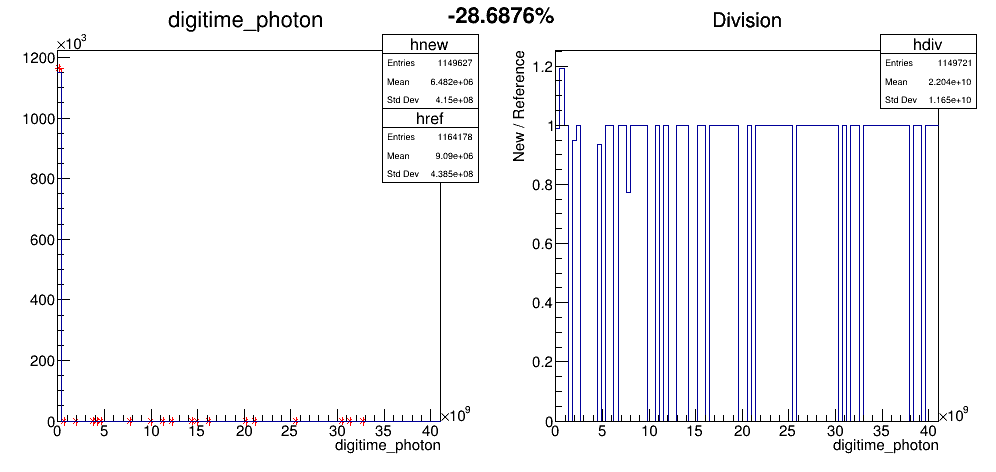 -28.6876%
digitime_photon
×10³
hnew
Entries 1149627
Mean 6.482e+06
Std Dev 4.15e+08
href
Entries 1164178
Mean 9.09e+06
Std Dev 4.385e+08
1200
1000
800
600
400
200
0
0 5 10 15 20 25 30 35 40
×10⁹
digitime_photon
Division
hdiv
Entries 1149721
Mean 2.204e+10
Std Dev 1.165e+10
New / Reference
1.2
1
0.8
0.6
0.4
0.2
0
0 5 10 15 20 25 30 35 40
×10⁹
digitime_photon